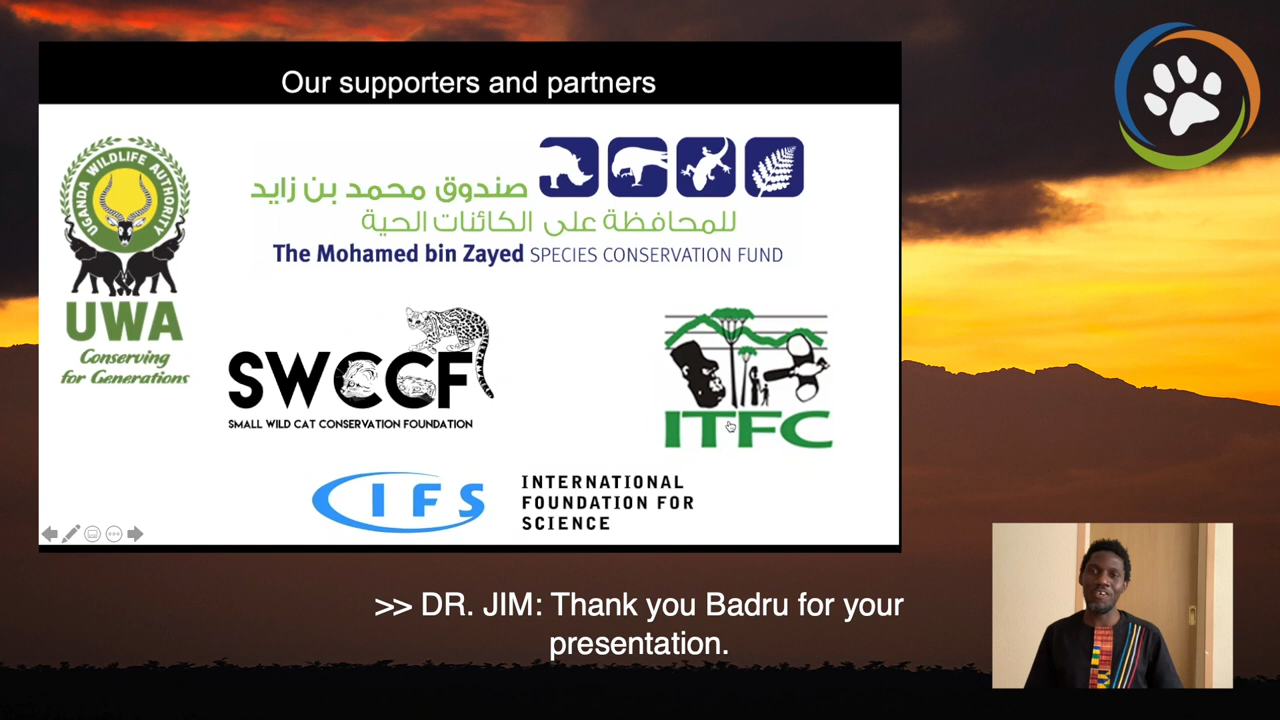 Our supporters and partners
UGANDA WILDLIFE AUTHORITY
UWA
Conserving
for Generations
صندوق محمد بن زايد
للمحافظة على الكائنات الحية
The Mohamed bin Zayed SPECIES CONSERVATION FUND
SWCCF
SMALL WILD CAT CONSERVATION FOUNDATION
ITFC
IFS
INTERNATIONAL
FOUNDATION FOR
SCIENCE
>> DR. JIM: Thank you Badru for your
presentation.